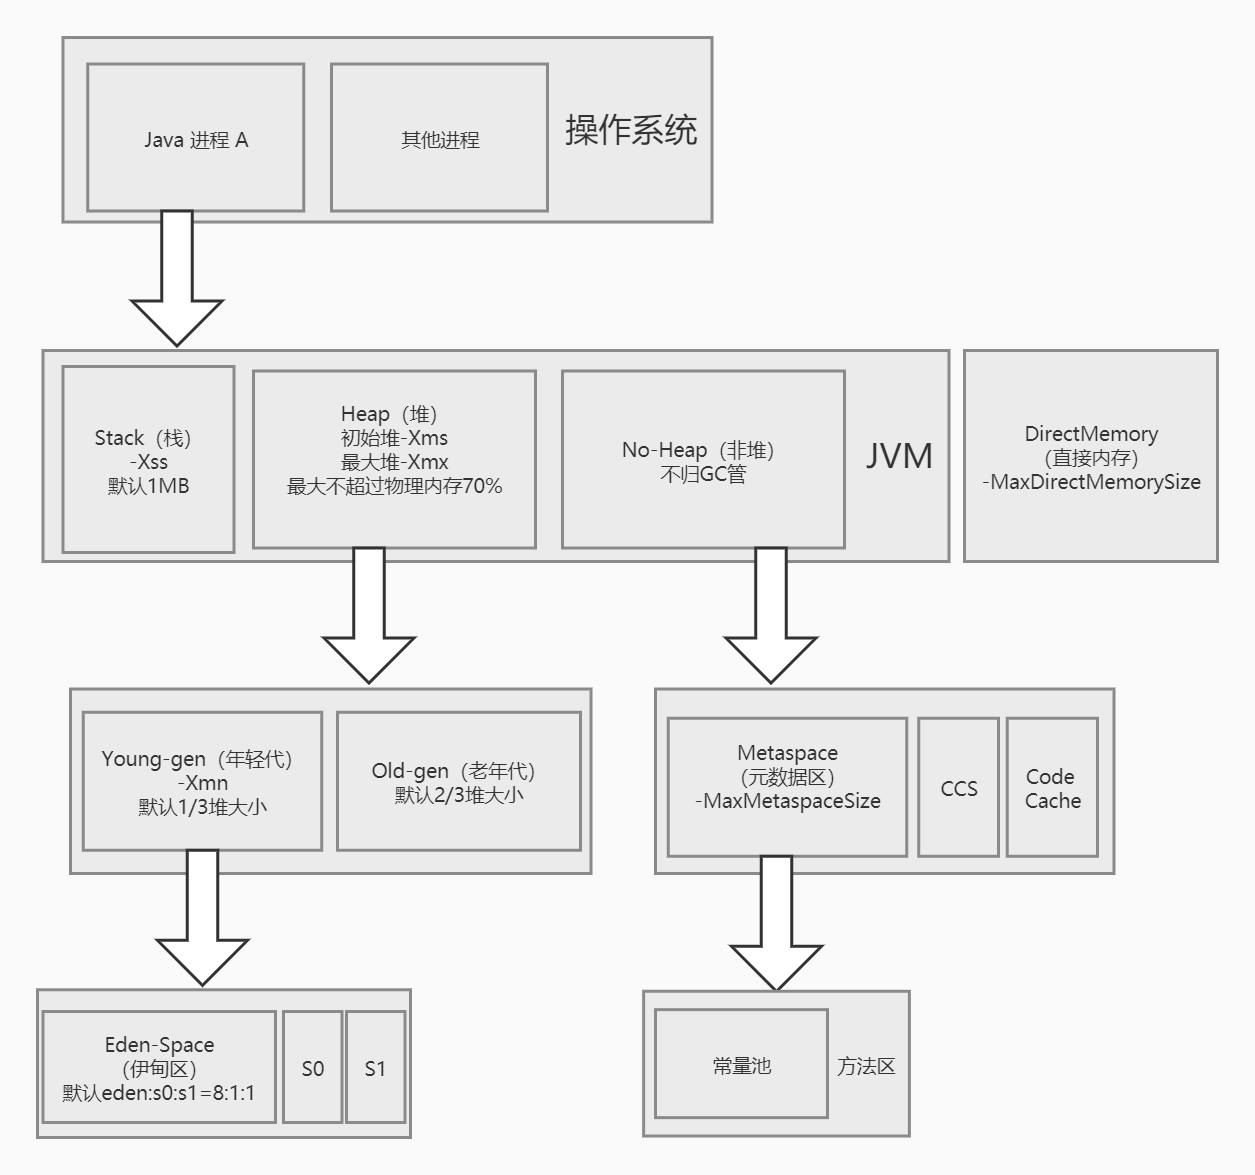 Java 进程 A
其他进程
操作系统
Stack（栈）
-Xss
默认1MB
Heap（堆）
初始堆-Xms
最大堆-Xmx
最大不超过物理内存70%
No-Heap（非堆）
不归GC管
JVM
DirectMemory
（直接内存）
-MaxDirectMemorySize
Young-gen（年轻代）
-Xmn
默认1/3堆大小
Old-gen（老年代）
默认2/3堆大小
Metaspace
（元数据区）
-MaxMetaspaceSize
CCS
Code
Cache
Eden-Space
（伊甸区）
默认eden:s0:s1=8:1:1
S0
S1
常量池
方法区